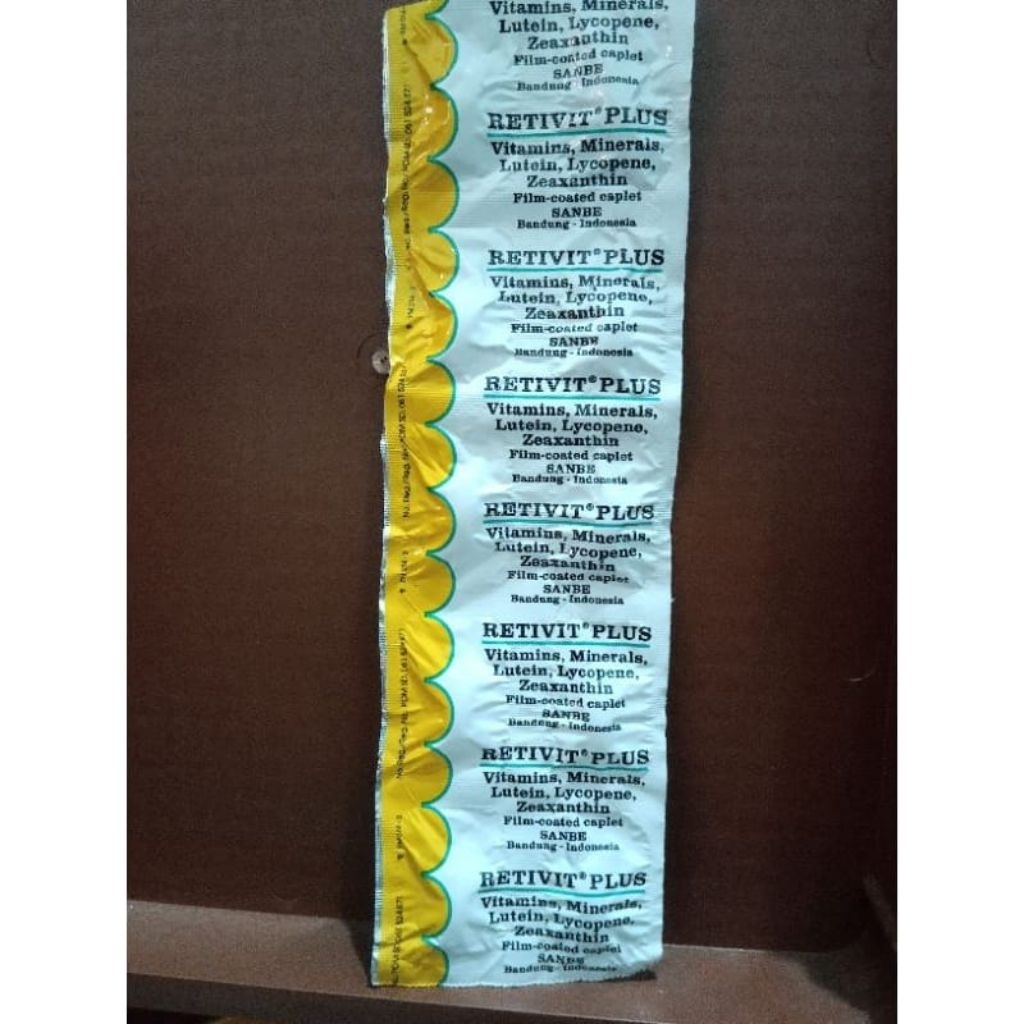 Vitamins, Minerals,
Lutein, Lycopene,
Zeaxanthin
Film-coated caplet
SANBE
Bandung - Indonesia
RETIVIT® PLUS
Vitamins, Minerals,
Lutein, Lycopene,
Zeaxanthin
Film-coated caplet
SANBE
Bandung - Indonesia
RETIVIT® PLUS
Vitamins, Minerals,
Lutein, Lycopene,
Zeaxanthin
Film-coated caplet
SANBE
Bandung - Indonesia
RETIVIT® PLUS
Vitamins, Minerals,
Lutein, Lycopene,
Zeaxanthin
Film-coated caplet
SANBE
Bandung - Indonesia
RETIVIT® PLUS
Vitamins, Minerals,
Lutein, Lycopene,
Zeaxanthin
Film-coated caplet
SANBE
Bandung - Indonesia
RETIVIT® PLUS
Vitamins, Minerals,
Lutein, Lycopene,
Zeaxanthin
Film-coated caplet
SANBE
Bandung - Indonesia
RETIVIT® PLUS
Vitamins, Minerals,
Lutein, Lycopene,
Zeaxanthin
Film-coated caplet
SANBE
Bandung - Indonesia
RETIVIT® PLUS
Vitamins, Minerals,
Lutein, Lycopene,
Zeaxanthin
Film-coated caplet
SANBE
Bandung - Indonesia